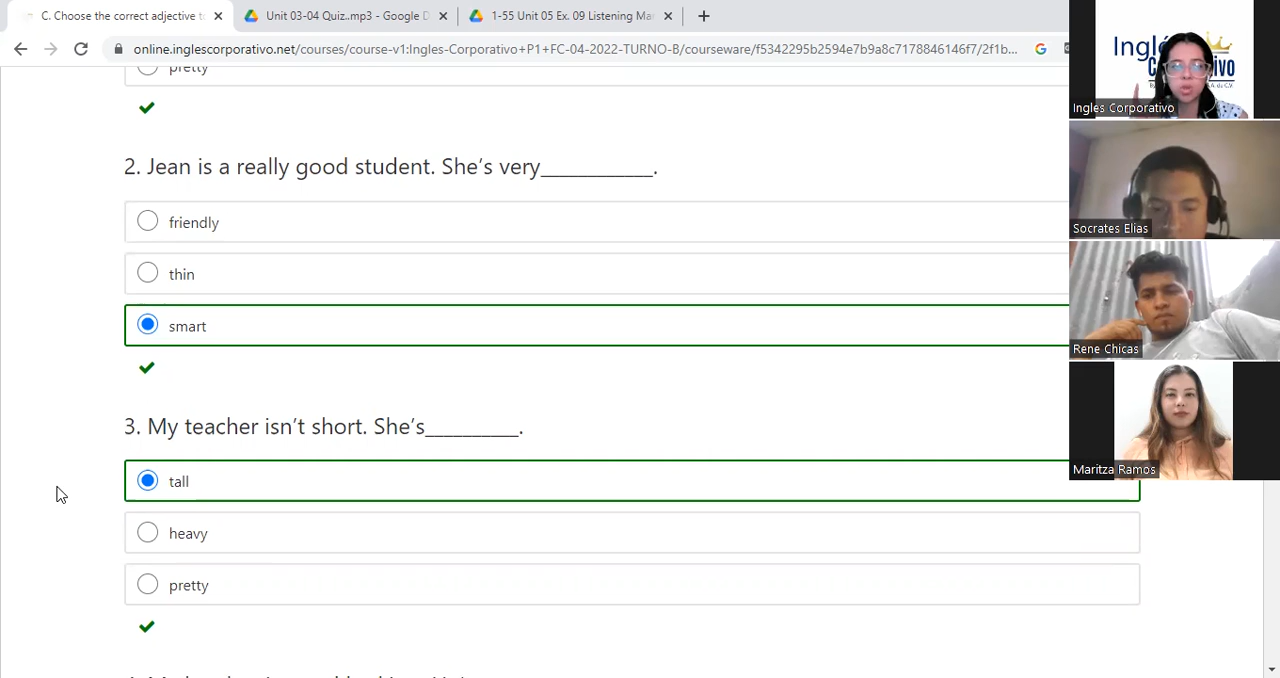 C. Choose the correct adjective t
Unit 03-04 Quiz..mp3 - Google D
1-55 Unit 05 Ex. 09 Listening Ma
online.inglescorporativo.net/courses/course-v1:Ingles-Corporativo+P1+FC-04-2022-TURNO-B/courseware/f5342295b2594e7b9a8c7178846146f7/2f1b...
pretty
2. Jean is a really good student. She’s very___________.
friendly
thin
smart
3. My teacher isn’t short. She’s_________.
tall
heavy
pretty
Ingles Corporativo
Socrates Elias
Rene Chicas
Maritza Ramos